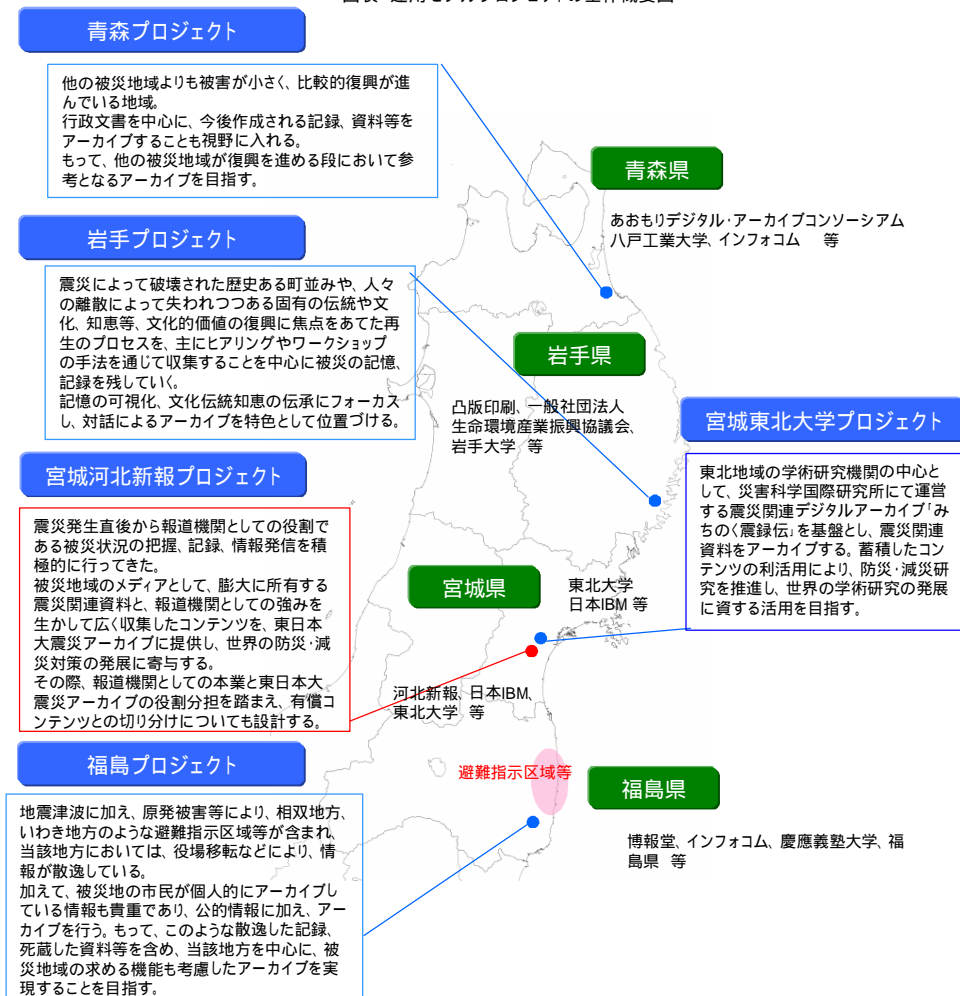 青森プロジェクト
他の被災地域よりも被害が小さく、比較的復興が進
んでいる地域。
行政文書を中心に、今後作成される記録、資料等を
アーカイブすることも視野に入れる。
もって、他の被災地域が復興を進める段において参
考となるアーカイブを目指す。
青森県
あおもりデジタル・アーカイブコンソーシアム
八戸工業大学、インフォコム 等
岩手プロジェクト
震災によって破壊された歴史ある町並みや、人々
の離散によって失われつつある固有の伝統や文
化、知恵等、文化的価値の復興に焦点をあてた再
生のプロセスを、主にヒアリングやワークショップ
の手法を通じて収集することを中心に被災の記憶、
記録を残していく。
記憶の可視化、文化伝統知恵の伝承にフォーカス
し、対話によるアーカイブを特色として位置づける。
岩手県
凸版印刷、一般社団法人
生命環境産業振興協議会、
岩手大学 等
宮城東北大学プロジェクト
東北地域の学術研究機関の中心と
して、災害科学国際研究所にて運営
する震災関連デジタルアーカイブ「み
ちのく震録伝」を基盤とし、震災関連
資料をアーカイブする。蓄積したコン
テンツの利活用により、防災・減災研
究を推進し、世界の学術研究の発展
に資する活用を目指す。
宮城河北新報プロジェクト
震災発生直後から報道機関としての役割で
ある被災状況の把握、記録、情報発信を積
極的に行ってきた。
被災地域のメディアとして、膨大に所有する
震災関連資料と、報道機関としての強みを
生かして広く収集したコンテンツを、東日本
大震災アーカイブに提供し、世界の防災・減
災対策の発展に寄与する。
その際、報道機関としての本業と東日本大
震災アーカイブの役割分担を踏まえ、有償コ
ンテンツとの切り分けについても設計する。
宮城県
東北大学
日本IBM 等
河北新報、日本IBM、
東北大学 等
福島プロジェクト
地震津波に加え、原発被害等により、相双地方、
いわき地方のような避難指示区域等が含まれ、
当該地方においては、役場移転などにより、情
報が散逸している。
加えて、被災地の市民が個人的にアーカイブし
ている情報も貴重であり、公的情報に加え、アー
カイブを行う。もって、このような散逸した記録、
死蔵した資料等を含め、当該地方を中心に、被
災地域の求める機能も考慮したアーカイブを実
現することを目指す。
避難指示区域等
福島県
博報堂、インフォコム、慶應義塾大学、福
島県 等